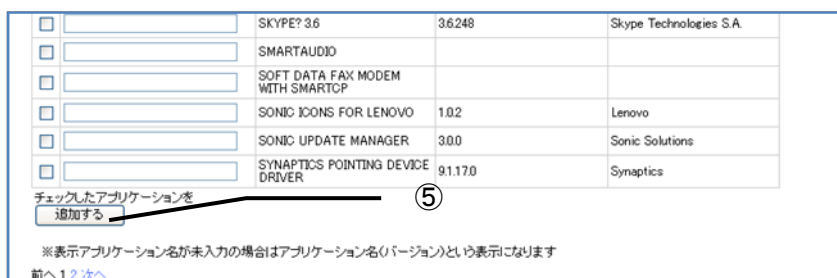 SKYPE? 3.6 3.6.248 Skype Technologies S.A.
SMARTAUDIO
SOFT DATA FAX MODEM
WITH SMARTCP
SONIC ICONS FOR LENOVO 1.0.2 Lenovo
SONIC UPDATE MANAGER 3.0.0 Sonic Solutions
SYNAPTICS POINTING DEVICE
DRIVER 9.1.17.0 Synaptics
チェックしたアプリケーションを
追加する ⑤
※表示アプリケーション名が未入力の場合はアプリケーション名(バージョン)という表示になります
前へ 1 2 次へ